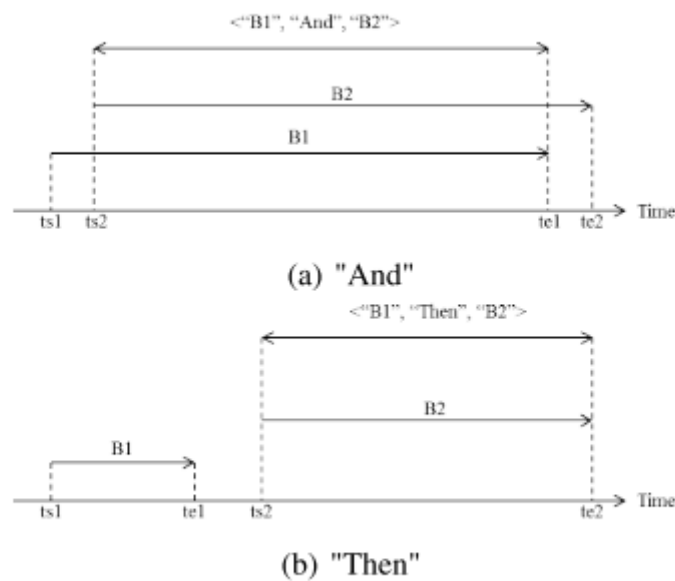 <“B1”, “And”, “B2”>
B2
B1
ts1 ts2 te1 te2 Time
(a) "And"
<“B1”, “Then”, “B2”>
B2
B1
ts1 te1 ts2 te2 Time
(b) "Then"